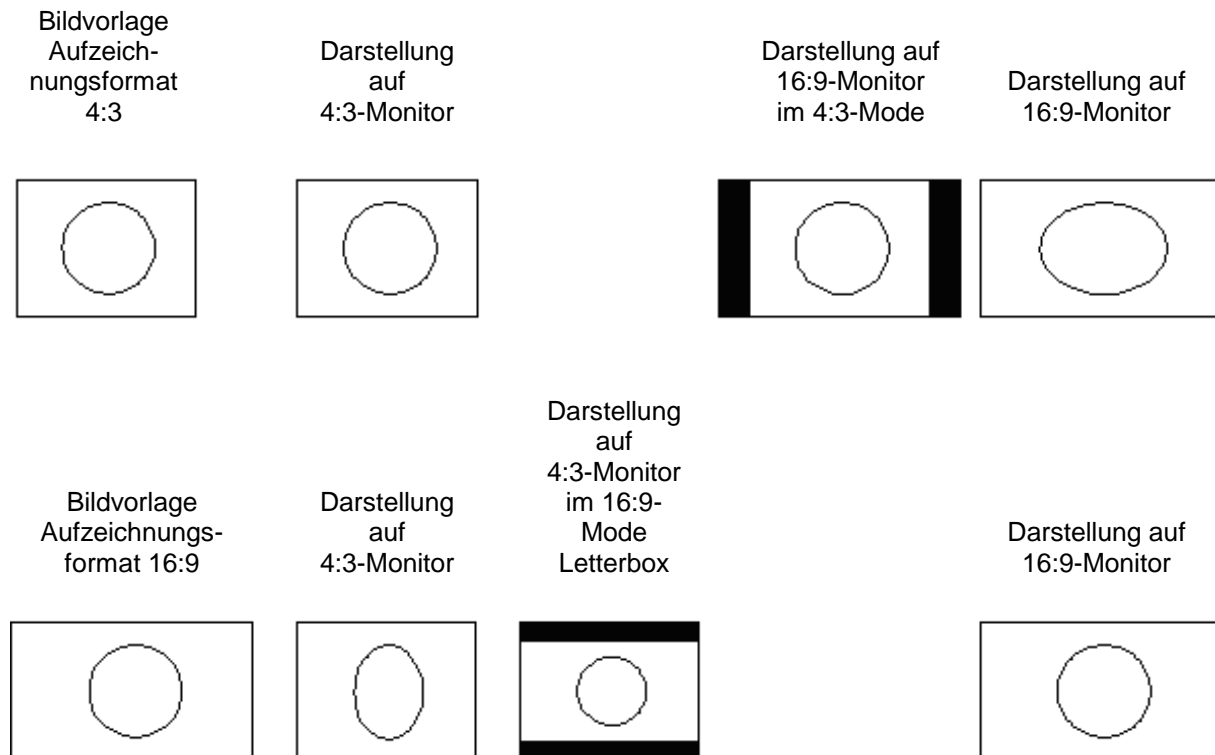 Bildvorlage
Aufzeich-
nungsformat
4:3
Darstellung
auf
4:3-Monitor
Darstellung auf
16:9-Monitor
im 4:3-Mode
Darstellung auf
16:9-Monitor
Bildvorlage
Aufzeichnungs-
format 16:9
Darstellung
auf
4:3-Monitor
Darstellung
auf
4:3-Monitor
im 16:9-
Mode
Letterbox
Darstellung auf
16:9-Monitor